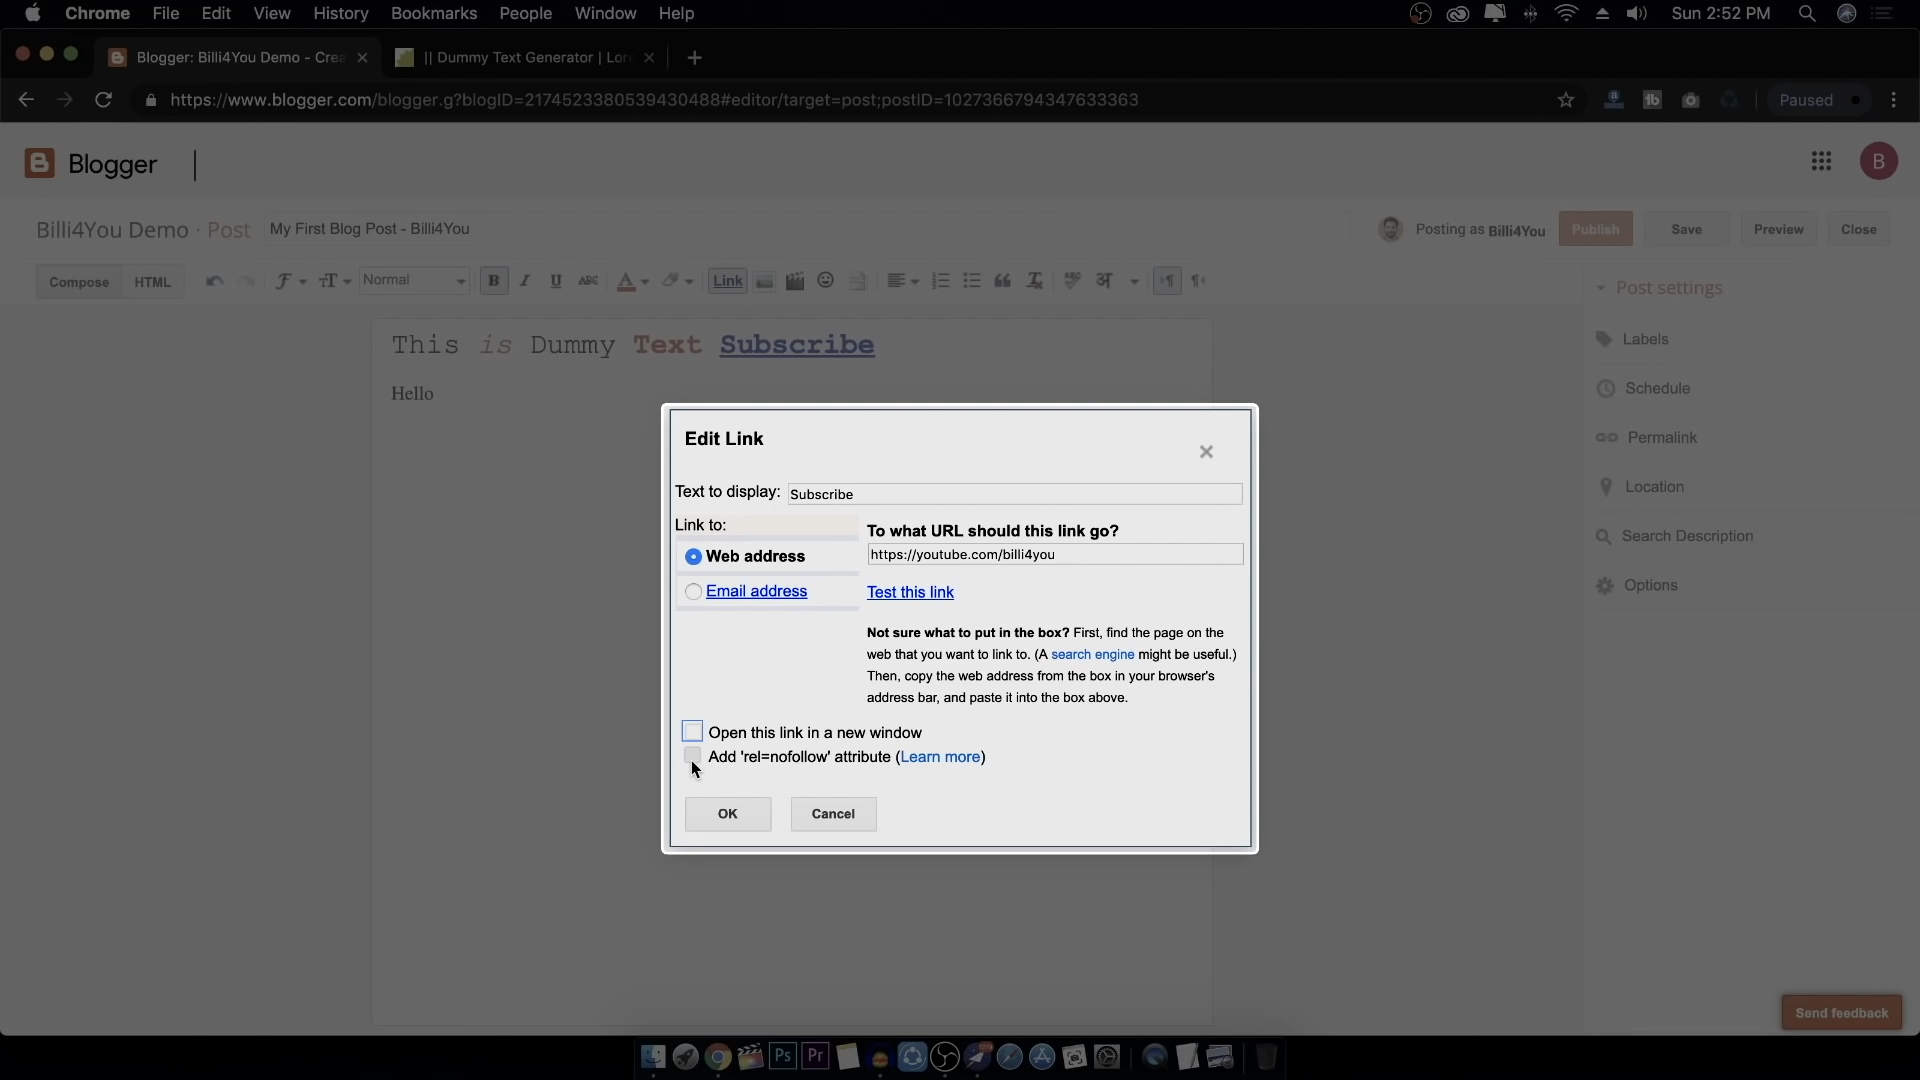 Chrome File Edit View History Bookmarks People Window Help Sun 2:52 PM
Blogger: Billi4You Demo - Crea || Dummy Text Generator | Lor
https://www.blogger.com/blogger.g?blogID=2174523380539430488#editor/target=post;postID=1027366794347633363 Paused
Blogger B
Billi4You Demo · Post My First Blog Post - Billi4You Posting as Billi4You Publish Save Preview Close
Compose HTML Normal B I U ABC A Link
Post settings
This is Dummy Text Subscribe
Labels
Hello
Schedule
Permalink
Location
Search Description
Options
Edit Link
Text to display: Subscribe
Link to:
Web address
Email address
To what URL should this link go?
https://youtube.com/billi4you
Test this link
Not sure what to put in the box? First, find the page on the
web that you want to link to. (A search engine might be useful.)
Then, copy the web address from the box in your browser's
address bar, and paste it into the box above.
Open this link in a new window
Add 'rel=nofollow' attribute (Learn more)
OK Cancel
Send feedback
Ps Pr